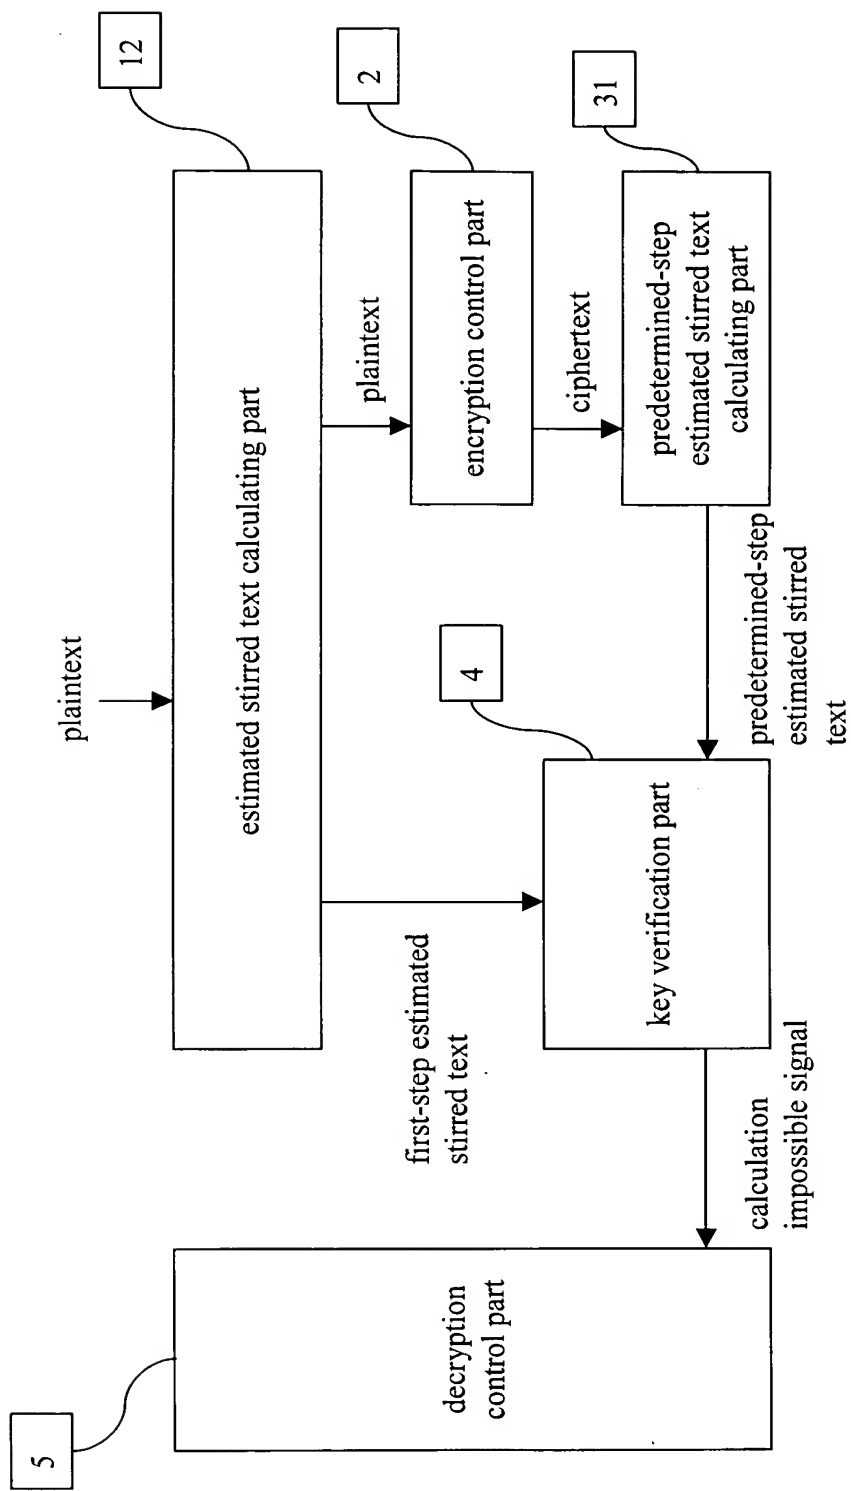 plaintext
12
estimated stirred text calculating part
plaintext
2
encryption control part
ciphertext
31
predetermined-step
estimated stirred text
calculating part
first-step estimated
stirred text
4
key verification part
predetermined-step
estimated stirred
text
calculation
impossible signal
5
decryption
control part